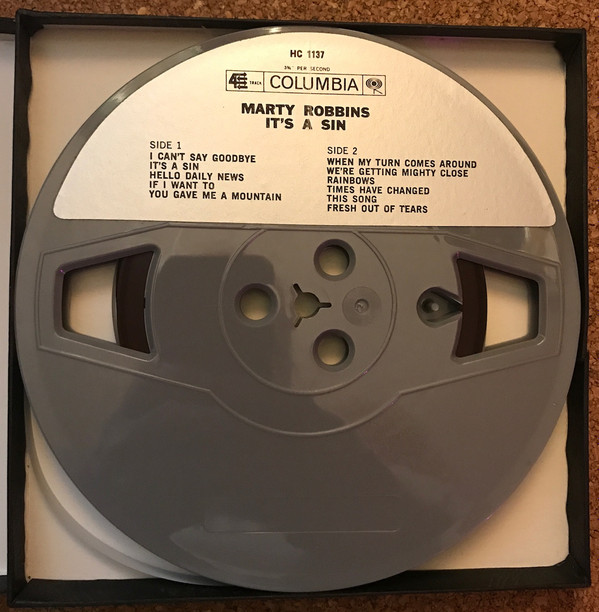 HC 1137
3¾" PER SECOND
4 TRACK COLUMBIA
MARTY ROBBINS
IT'S A SIN
SIDE 1
I CAN'T SAY GOODBYE
IT'S A SIN
HELLO DAILY NEWS
IF I WANT TO
YOU GAVE ME A MOUNTAIN
SIDE 2
WHEN MY TURN COMES AROUND
WE'RE GETTING MIGHTY CLOSE
RAINBOWS
TIMES HAVE CHANGED
THIS SONG
FRESH OUT OF TEARS